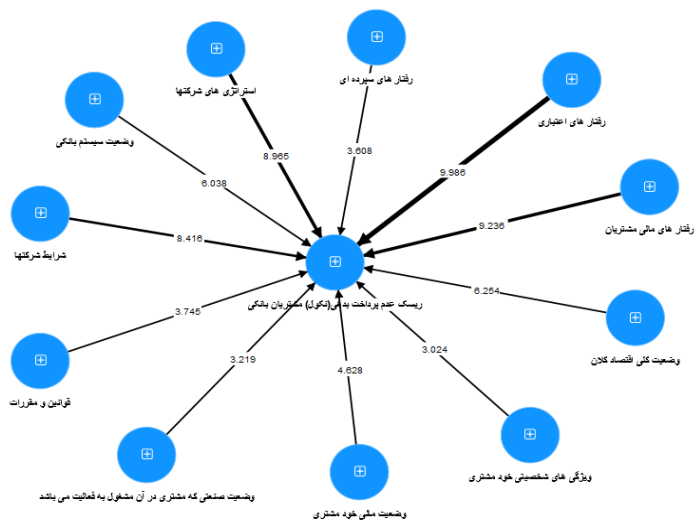 رفتار های سپرده ای
استراتژی های شرکتها
رفتار های اعتباری
وضعیت سیستم بانکی
3.608
8.965
9.986
6.038
رفتار های مالی مشتریان
9.236
8.416
شرایط شرکتها
6.254
ریسک عدم پرداخت بدهی(نکول) مشتریان بانکی
3.745
3.219
4.628
3.024
وضعیت کلی اقتصاد کلان
قوانین و مقررات
ویژگی های شخصیتی خود مشتری
وضعیت صنعتی که مشتری در آن مشغول به فعالیت می باشد
وضعیت مالی خود مشتری